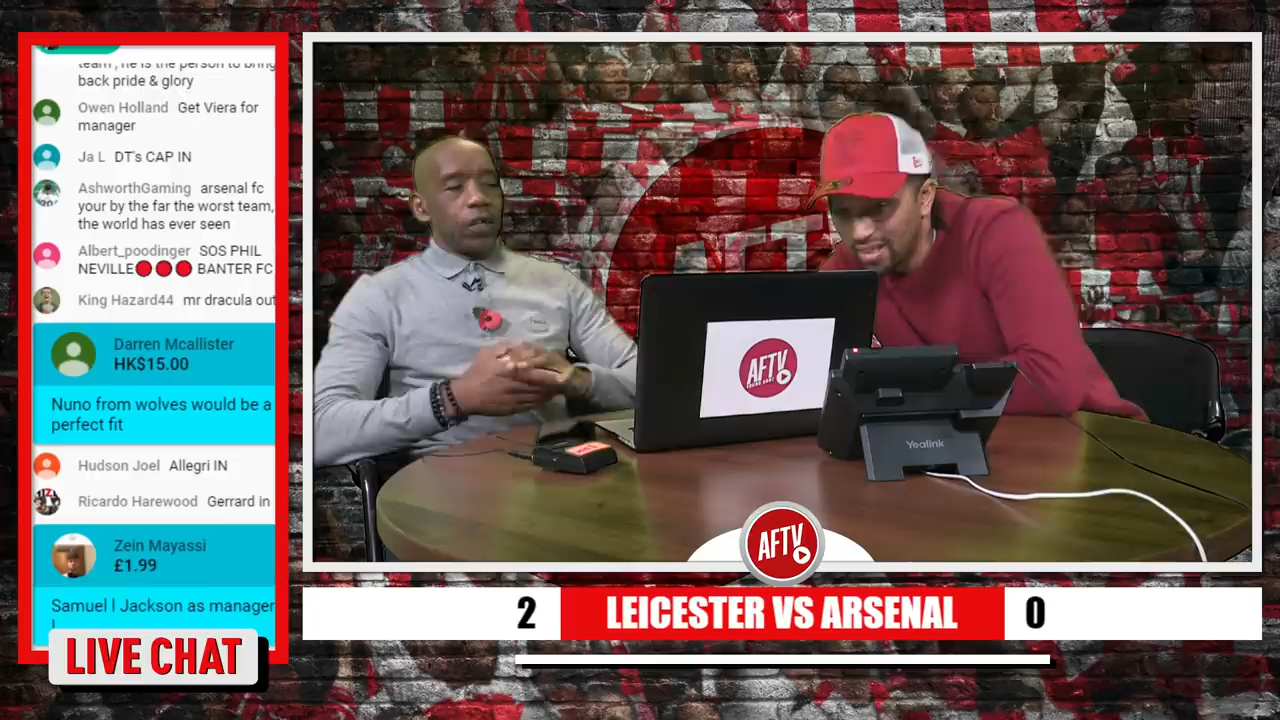 team , he is the person to bring
back pride & glory
Owen Holland Get Viera for
manager
Ja L DT's CAP IN
AshworthGaming arsenal fc
your by the far the worst team,
the world has ever seen
Albert_poodinger SOS PHIL
NEVILLE🔴🔴🔴 BANTER FC
King Hazard44 mr dracula out
Darren Mcallister
HK$15.00
Nuno from wolves would be a
perfect fit
Hudson Joel Allegri IN
Ricardo Harewood Gerrard in
Zein Mayassi
£1.99
Samuel l Jackson as manager
LIVE CHAT
AFTV
AFTV
Yealink
AFTV
2 LEICESTER VS ARSENAL 0